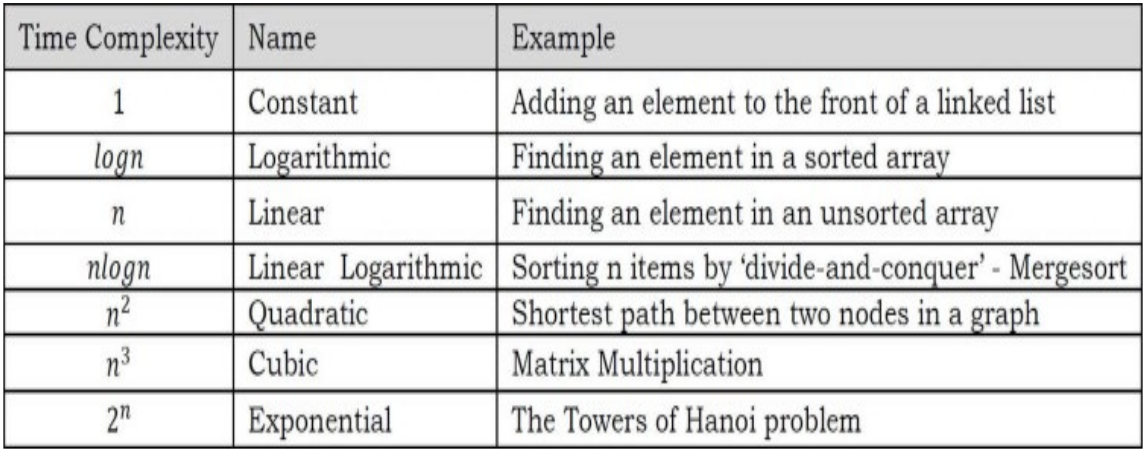 Time Complexity Name Example
1 Constant Adding an element to the front of a linked list
logn Logarithmic Finding an element in a sorted array
n Linear Finding an element in an unsorted array
nlogn Linear Logarithmic Sorting n items by ‘divide-and-conquer’ - Mergesort
n² Quadratic Shortest path between two nodes in a graph
n³ Cubic Matrix Multiplication
2ⁿ Exponential The Towers of Hanoi problem